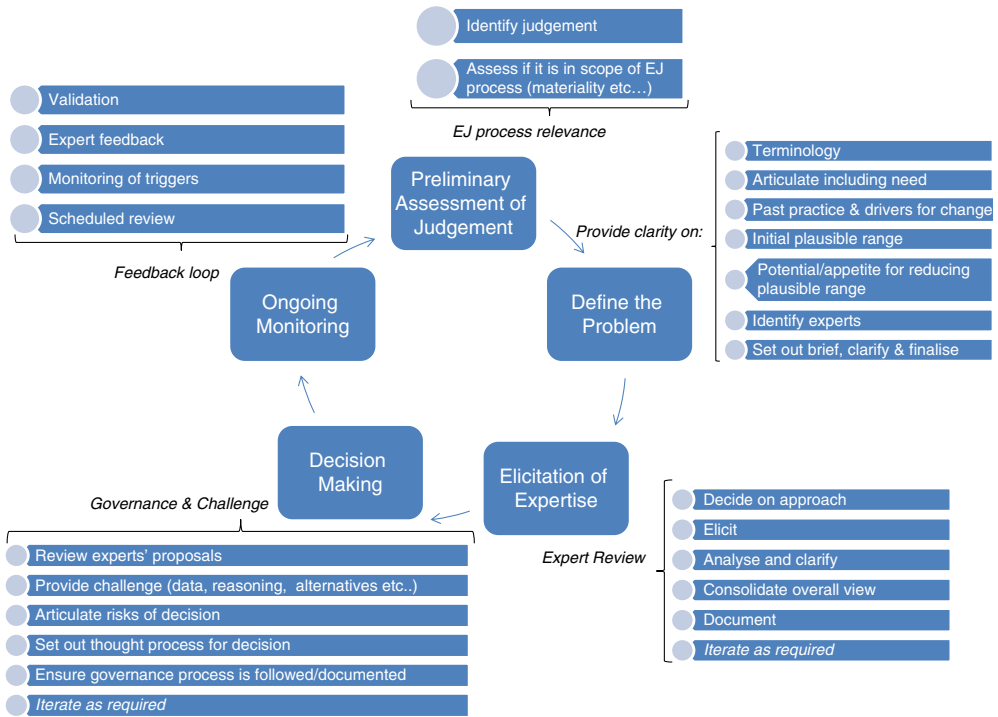 Identify judgement
Assess if it is in scope of EJ
process (materiality etc…)
EJ process relevance
Validation
Expert feedback
Monitoring of triggers
Scheduled review
Feedback loop
Preliminary
Assessment of
Judgement
Provide clarity on:
Terminology
Articulate including need
Past practice & drivers for change
Initial plausible range
Potential/appetite for reducing
plausible range
Identify experts
Set out brief, clarify & finalise
Ongoing
Monitoring
Define the
Problem
Decision
Making
Elicitation of
Expertise
Governance & Challenge
Review experts' proposals
Provide challenge (data, reasoning, alternatives etc..)
Articulate risks of decision
Set out thought process for decision
Ensure governance process is followed/documented
Iterate as required
Expert Review
Decide on approach
Elicit
Analyse and clarify
Consolidate overall view
Document
Iterate as required